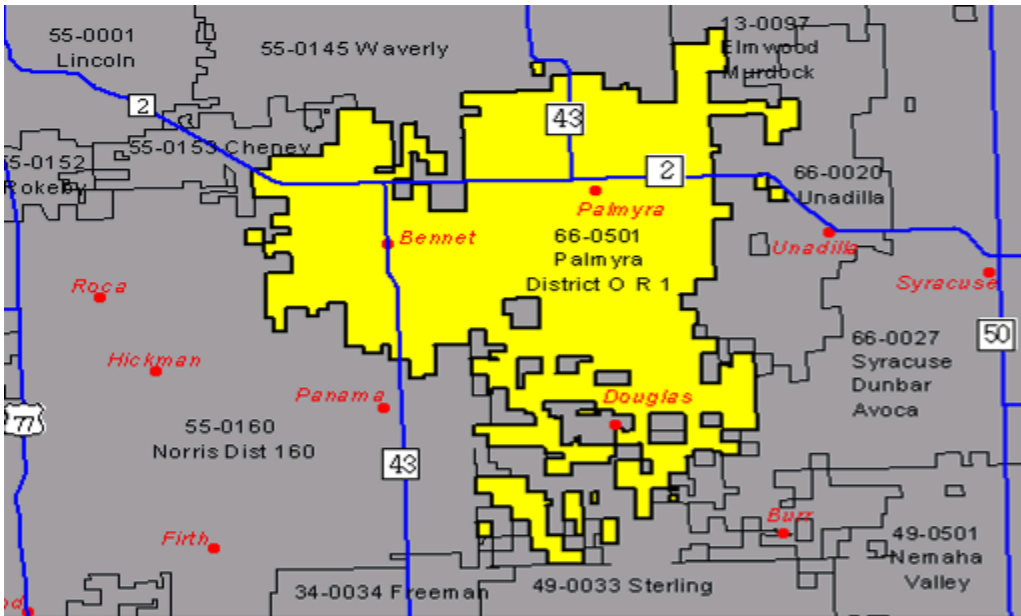 55-0001
Lincoln
55-0145 Waverly
13-0097
Elmwood
Murdock
2
43
55-0153 Cheney
55-0152
Rokeby
2
66-0020
Unadilla
Palmyra
Bennet
66-0501
Palmyra
District O R 1
Unadilla
Roca
Syracuse
50
66-0027
Syracuse
Dunbar
Avoca
Hickman
Panama
Douglas
77
55-0160
Norris Dist 160
43
Burr
Firth
49-0501
Nemaha
Valley
34-0034 Freeman
49-0033 Sterling